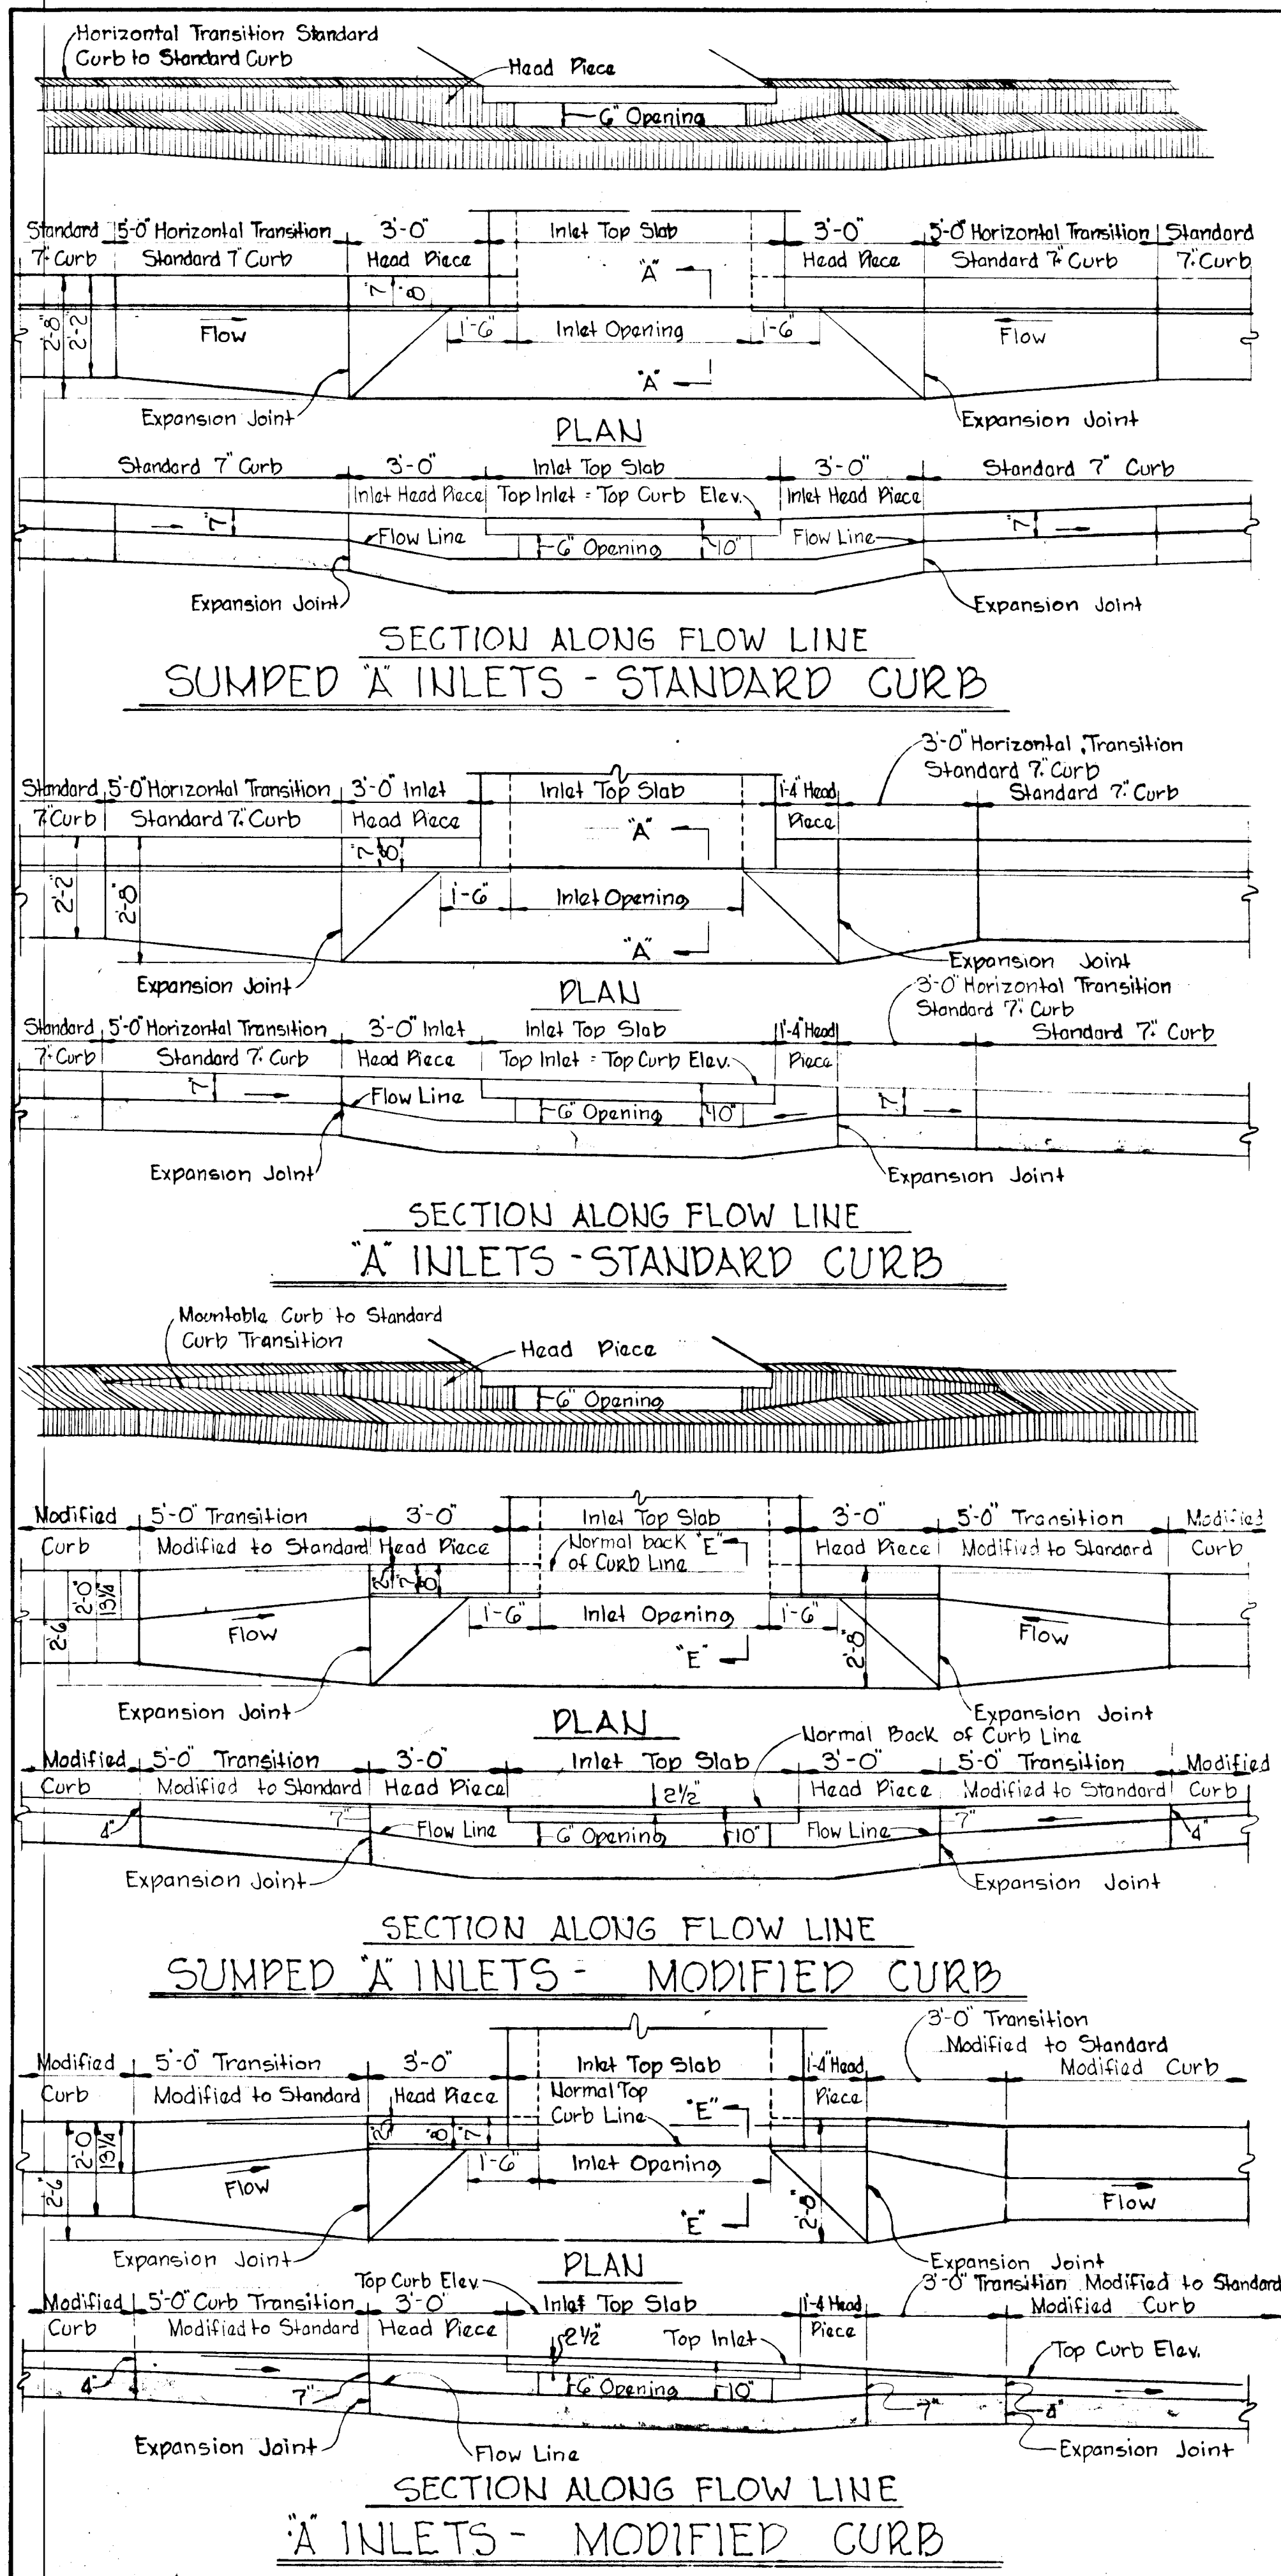 Horizontal Transition Standard
Curb to Standard Curb
Head Piece
6" Opening
Standard 5'-0" Horizontal Transition 3'-0" Inlet Top Slab 3'-0" 5'-0" Horizontal Transition Standard
7" Curb Standard 7" Curb Head Piece "A" Head Piece Standard 7" Curb 7" Curb
7" 8"
2'-8" 2'-2" Flow 1'-6" Inlet Opening 1'-6" Flow
"A"
Expansion Joint Expansion Joint
PLAN
Standard 7" Curb 3'-0" Inlet Top Slab 3'-0" Standard 7" Curb
Inlet Head Piece Top Inlet = Top Curb Elev. Inlet Head Piece
7" Flow Line 6" Opening 10" Flow Line 7"
Expansion Joint Expansion Joint
SECTION ALONG FLOW LINE
SUMPED "A" INLETS - STANDARD CURB
3'-0" Horizontal Transition
Standard 7" Curb
Standard 5'-0" Horizontal Transition 3'-0" Inlet Inlet Top Slab 1'-4" Head Standard 7" Curb
7" Curb Standard 7" Curb Head Piece "A" Piece
7" 8"
2'-2" 2'-8" 1'-6" Inlet Opening
"A"
Expansion Joint Expansion Joint
PLAN
3'-0" Horizontal Transition
Standard 7" Curb
Standard 5'-0" Horizontal Transition 3'-0" Inlet Inlet Top Slab 1'-4" Head Standard 7" Curb
7" Curb Standard 7" Curb Head Piece Top Inlet = Top Curb Elev. Piece
7" Flow Line 6" Opening 10" 7"
Expansion Joint Expansion Joint
SECTION ALONG FLOW LINE
"A" INLETS - STANDARD CURB
Mountable Curb to Standard
Curb Transition
Head Piece
6" Opening
Modified 5'-0" Transition 3'-0" Inlet Top Slab 3'-0" 5'-0" Transition Modified
Curb Modified to Standard Head Piece Normal back "E" Head Piece Modified to Standard Curb
of Curb Line
2'-0" 13¼" 7" 8"
2'-6" Flow 1'-6" Inlet Opening 1'-6" Flow
"E" 2'-8"
Expansion Joint Expansion Joint
PLAN
Normal Back of Curb Line
Modified 5'-0" Transition 3'-0" Inlet Top Slab 3'-0" 5'-0" Transition Modified
Curb Modified to Standard Head Piece 2½" Head Piece Modified to Standard Curb
4" 7" Flow Line 6" Opening 10" Flow Line 7" 4"
Expansion Joint Expansion Joint
SECTION ALONG FLOW LINE
SUMPED "A" INLETS - MODIFIED CURB
3'-0" Transition
Modified to Standard
Modified 5'-0" Transition 3'-0" Inlet Top Slab 1'-4" Head Modified Curb
Curb Modified to Standard Head Piece Normal Top Piece
Curb Line "E"
2'-0" 13¼" 8" 7"
2'-6" Flow 1'-6" Inlet Opening Flow
"E" 2'-8"
Expansion Joint Expansion Joint
PLAN
Top Curb Elev. 3'-0" Transition Modified to Standard
Modified 5'-0" Curb Transition 3'-0" Inlet Top Slab 1'-4" Head Modified Curb
Curb Modified to Standard Head Piece Piece
2½" Top Inlet Top Curb Elev.
4" 7" 6" Opening 10" 7" 4"
Expansion Joint Flow Line Expansion Joint
SECTION ALONG FLOW LINE
"A" INLETS - MODIFIED CURB